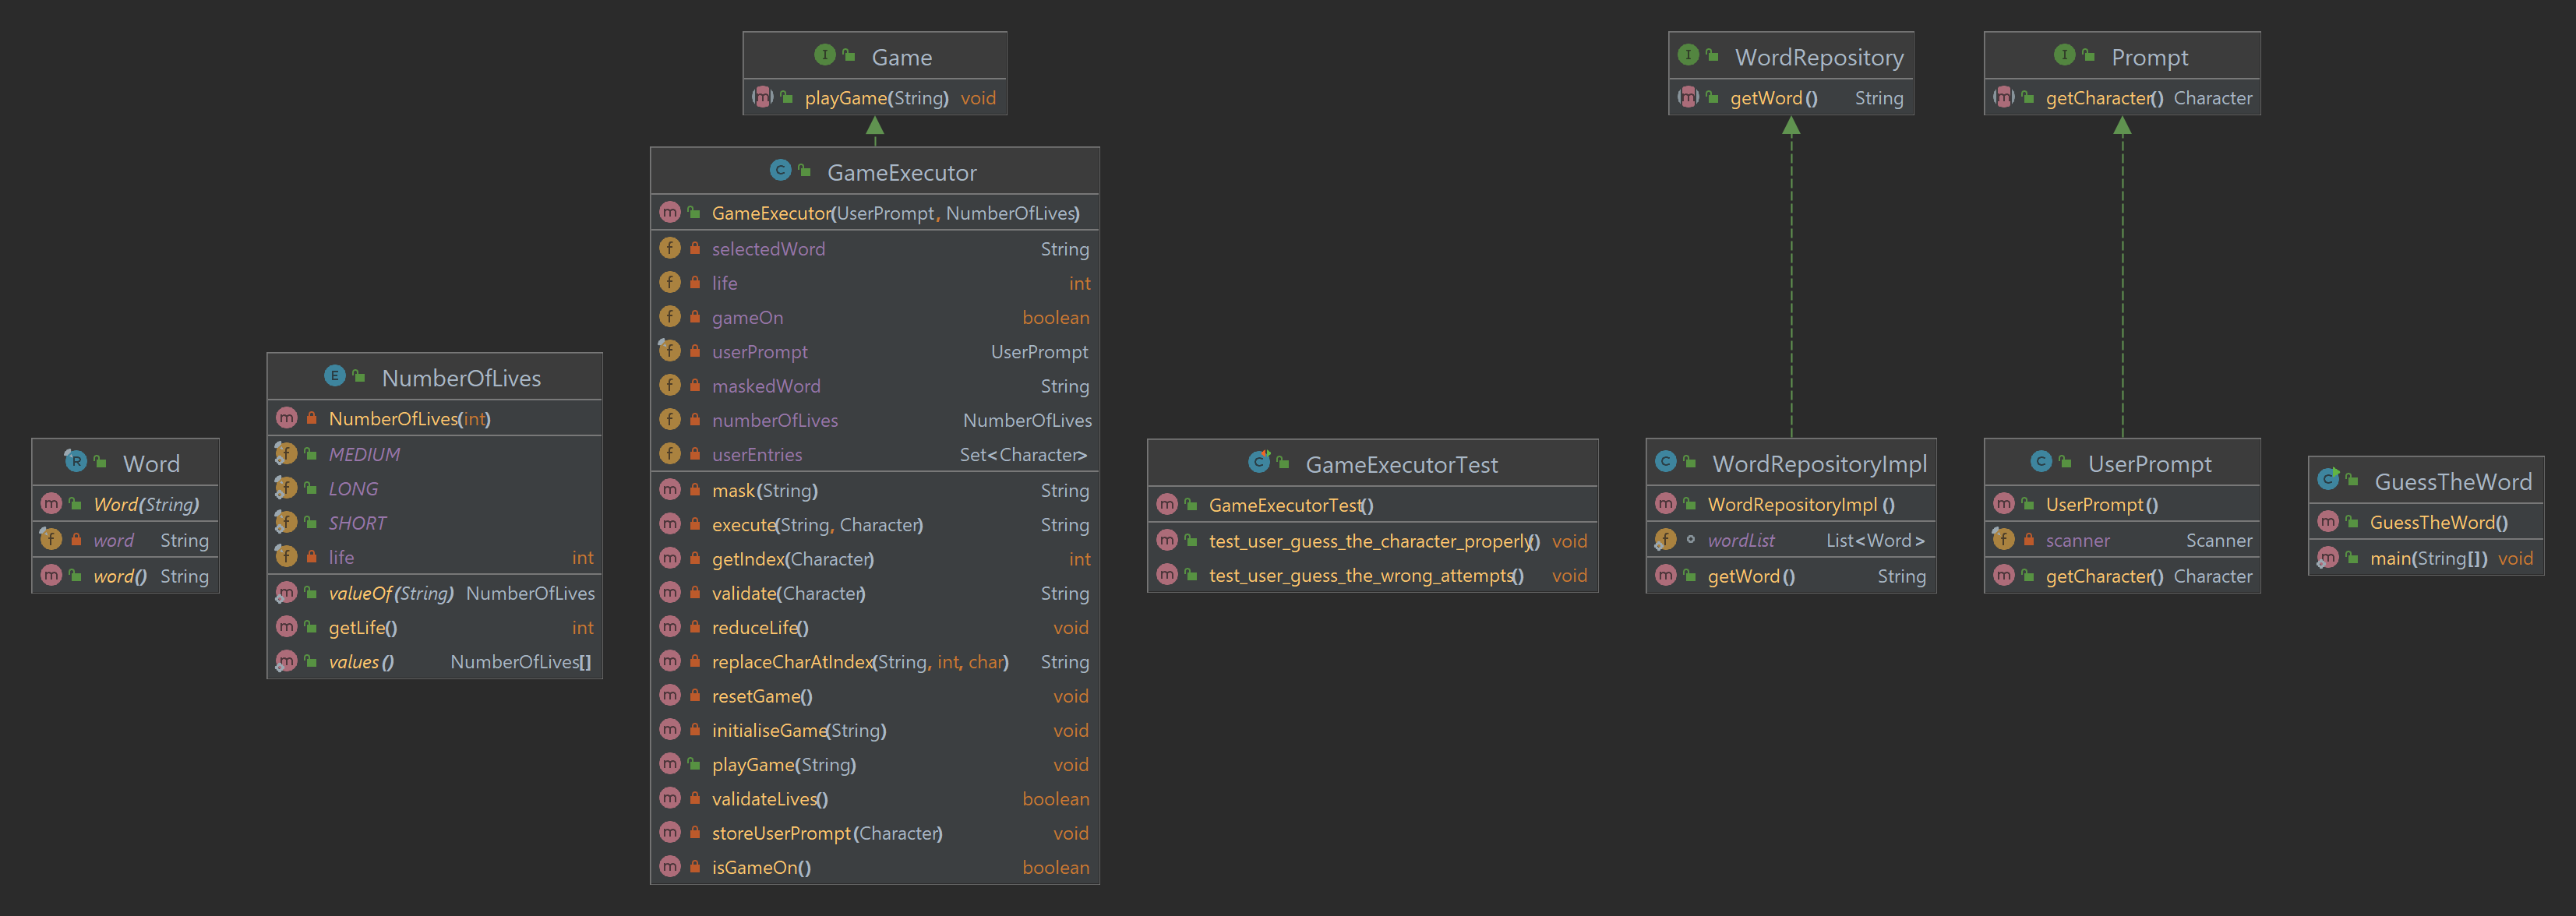 Game
playGame(String) void
GameExecutor
GameExecutor(UserPrompt, NumberOfLives)
selectedWord String
life int
gameOn boolean
userPrompt UserPrompt
maskedWord String
numberOfLives NumberOfLives
userEntries Set<Character>
mask(String) String
execute(String, Character) String
getIndex(Character) int
validate(Character) String
reduceLife() void
replaceCharAtIndex(String, int, char) String
resetGame() void
initialiseGame(String) void
playGame(String) void
validateLives() boolean
storeUserPrompt(Character) void
isGameOn() boolean
WordRepository
getWord() String
Prompt
getCharacter() Character
Word
Word(String)
word String
word() String
NumberOfLives
NumberOfLives(int)
MEDIUM
LONG
SHORT
life int
valueOf(String) NumberOfLives
getLife() int
values() NumberOfLives[]
GameExecutorTest
GameExecutorTest()
test_user_guess_the_character_properly() void
test_user_guess_the_wrong_attempts() void
WordRepositoryImpl
WordRepositoryImpl()
wordList List<Word>
getWord() String
UserPrompt
UserPrompt()
scanner Scanner
getCharacter() Character
GuessTheWord
GuessTheWord()
main(String[]) void